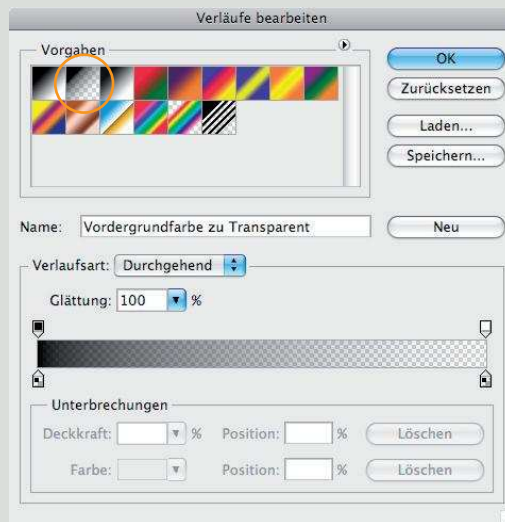 Verläufe bearbeiten
Vorgaben
OK
Zurücksetzen
Laden...
Speichern...
Name: Vordergrundfarbe zu Transparent
Neu
Verlaufsart: Durchgehend
Glättung: 100 %
Unterbrechungen
Deckkraft: % Position: % Löschen
Farbe: Position: % Löschen